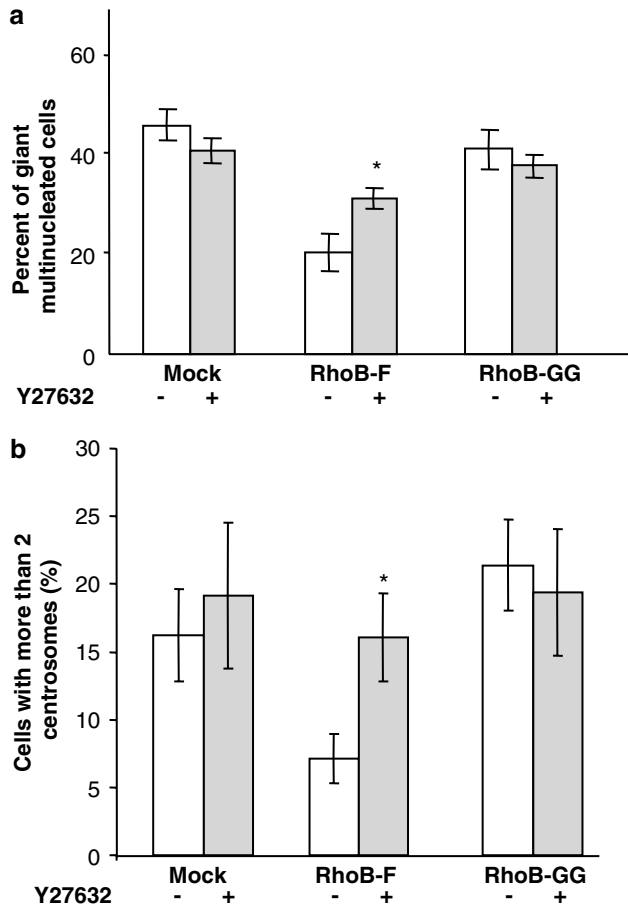 a
Percent of giant
multinucleated cells
60
40
20
0
*
Mock RhoB-F RhoB-GG
Y27632 - + - + - +
b
Cells with more than 2
centrosomes (%)
30
25
20
15
10
5
0
*
Mock RhoB-F RhoB-GG
Y27632 - + - + - +